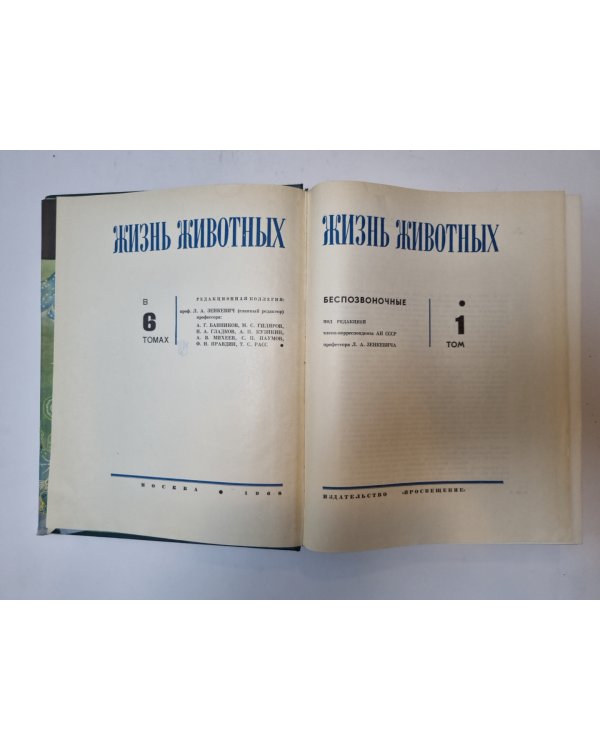 ЖИЗНЬ ЖИВОТНЫХ
В
6
ТОМАХ
РЕДАКЦИОННАЯ КОЛЛЕГИЯ:
проф. Л. А. ЗЕНКЕВИЧ (главный редактор)
профессора:
А. Г. БАННИКОВ, М. С. ГИЛЯРОВ,
Н. А. ГЛАДКОВ, А. П. КУЗЯКИН,
А. В. МИХЕЕВ, С. П. НАУМОВ,
Ф. Н. ПРАВДИН, Т. С. РАСС.
МОСКВА • 1968
ЖИЗНЬ ЖИВОТНЫХ
БЕСПОЗВОНОЧНЫЕ
под редакцией
члена-корреспондента АН СССР
профессора Л. А. ЗЕНКЕВИЧА
1
ТОМ
ИЗДАТЕЛЬСТВО «ПРОСВЕЩЕНИЕ»